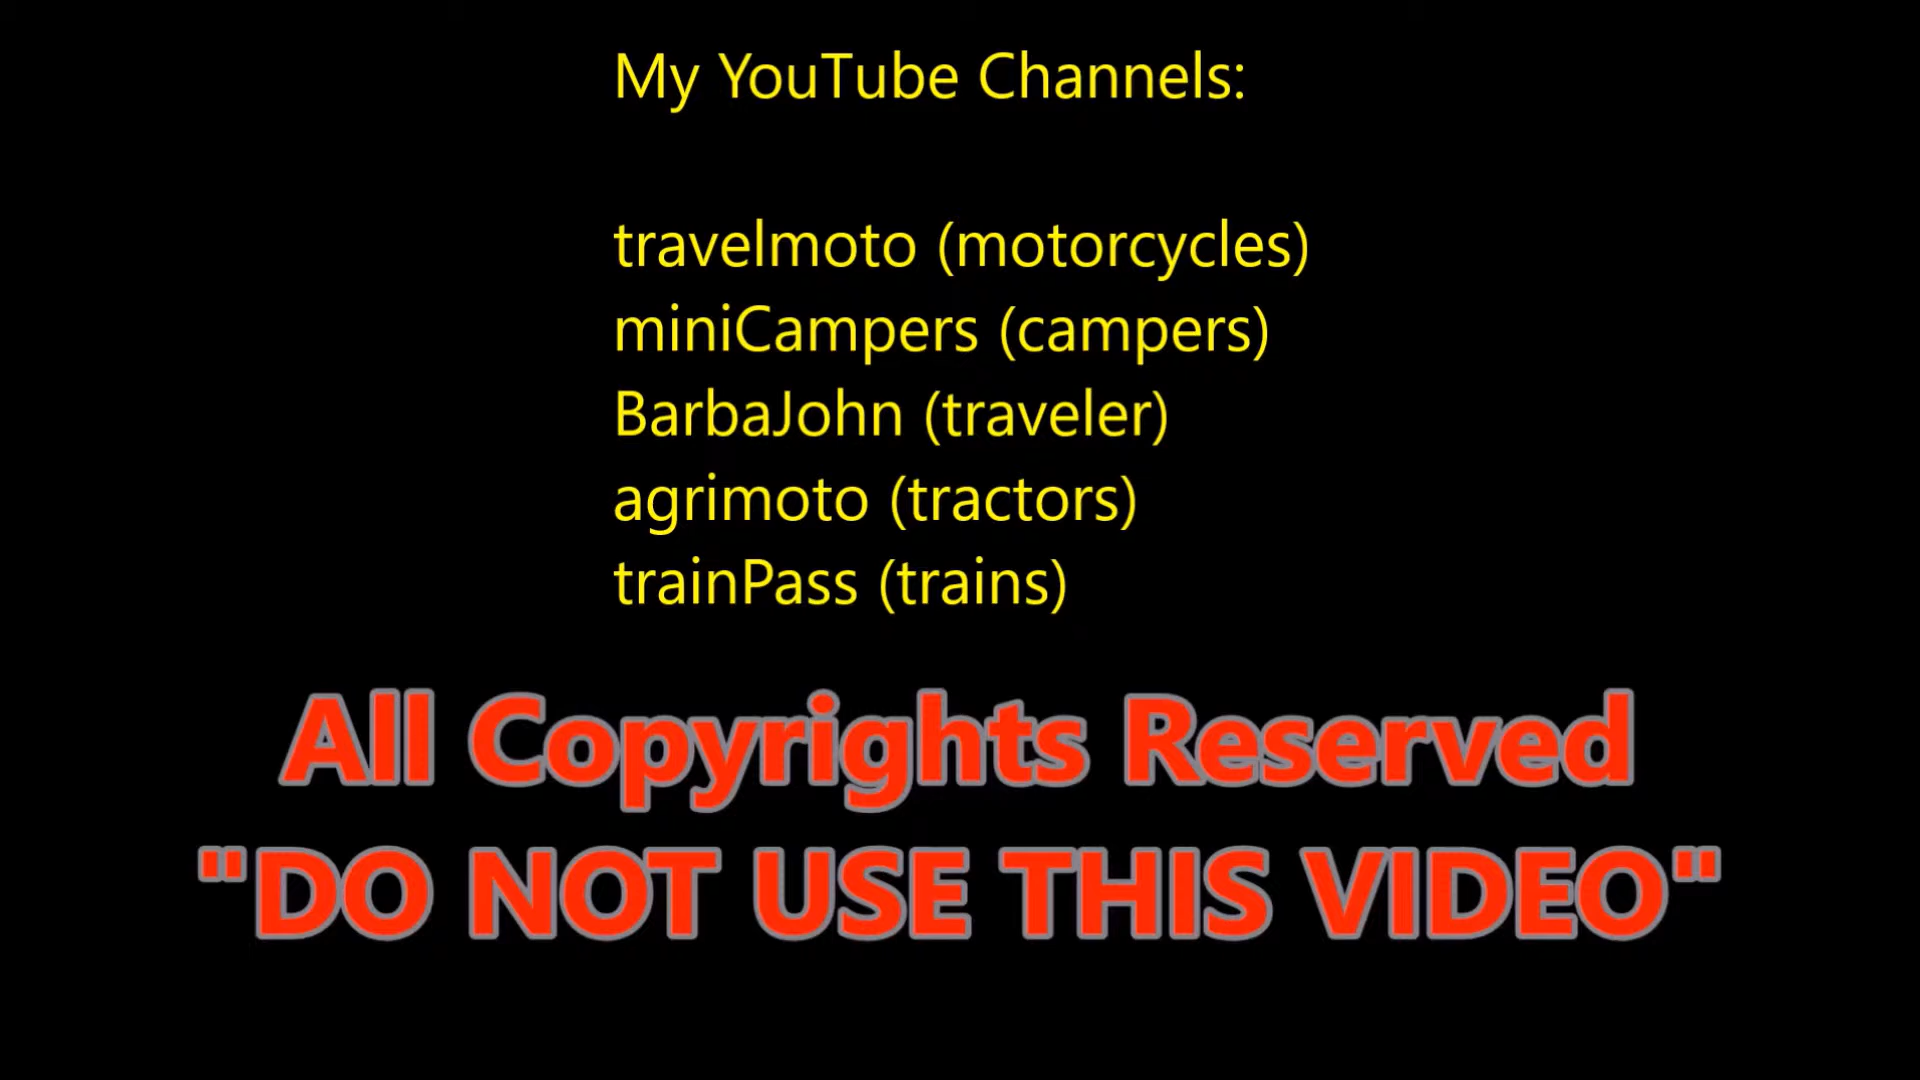 My YouTube Channels:
travelmoto (motorcycles)
miniCampers (campers)
BarbaJohn (traveler)
agrimoto (tractors)
trainPass (trains)
All Copyrights Reserved
"DO NOT USE THIS VIDEO"